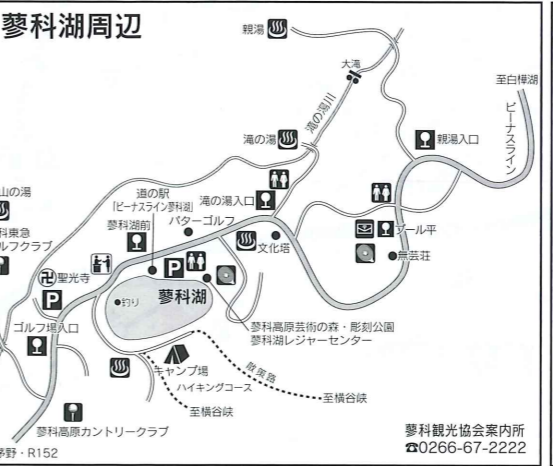 蓼科湖周辺
親湯
大滝
至白樺湖
ビーナスライン
滝の湯川
滝の湯
親湯入口
山の湯
道の駅
「ビーナスライン蓼科湖」
滝の湯入口
科東急
ルフクラブ
蓼科湖前
パターゴルフ
プール平
文化塔
無芸荘
聖光寺
P
P
釣り
蓼科湖
ゴルフ場入口
蓼科高原芸術の森・彫刻公園
蓼科湖レジャーセンター
キャンプ場
散策路
ハイキングコース
至横谷峡
至横谷峡
蓼科高原カントリークラブ
茅野・R152
蓼科観光協会案内所
☎0266-67-2222